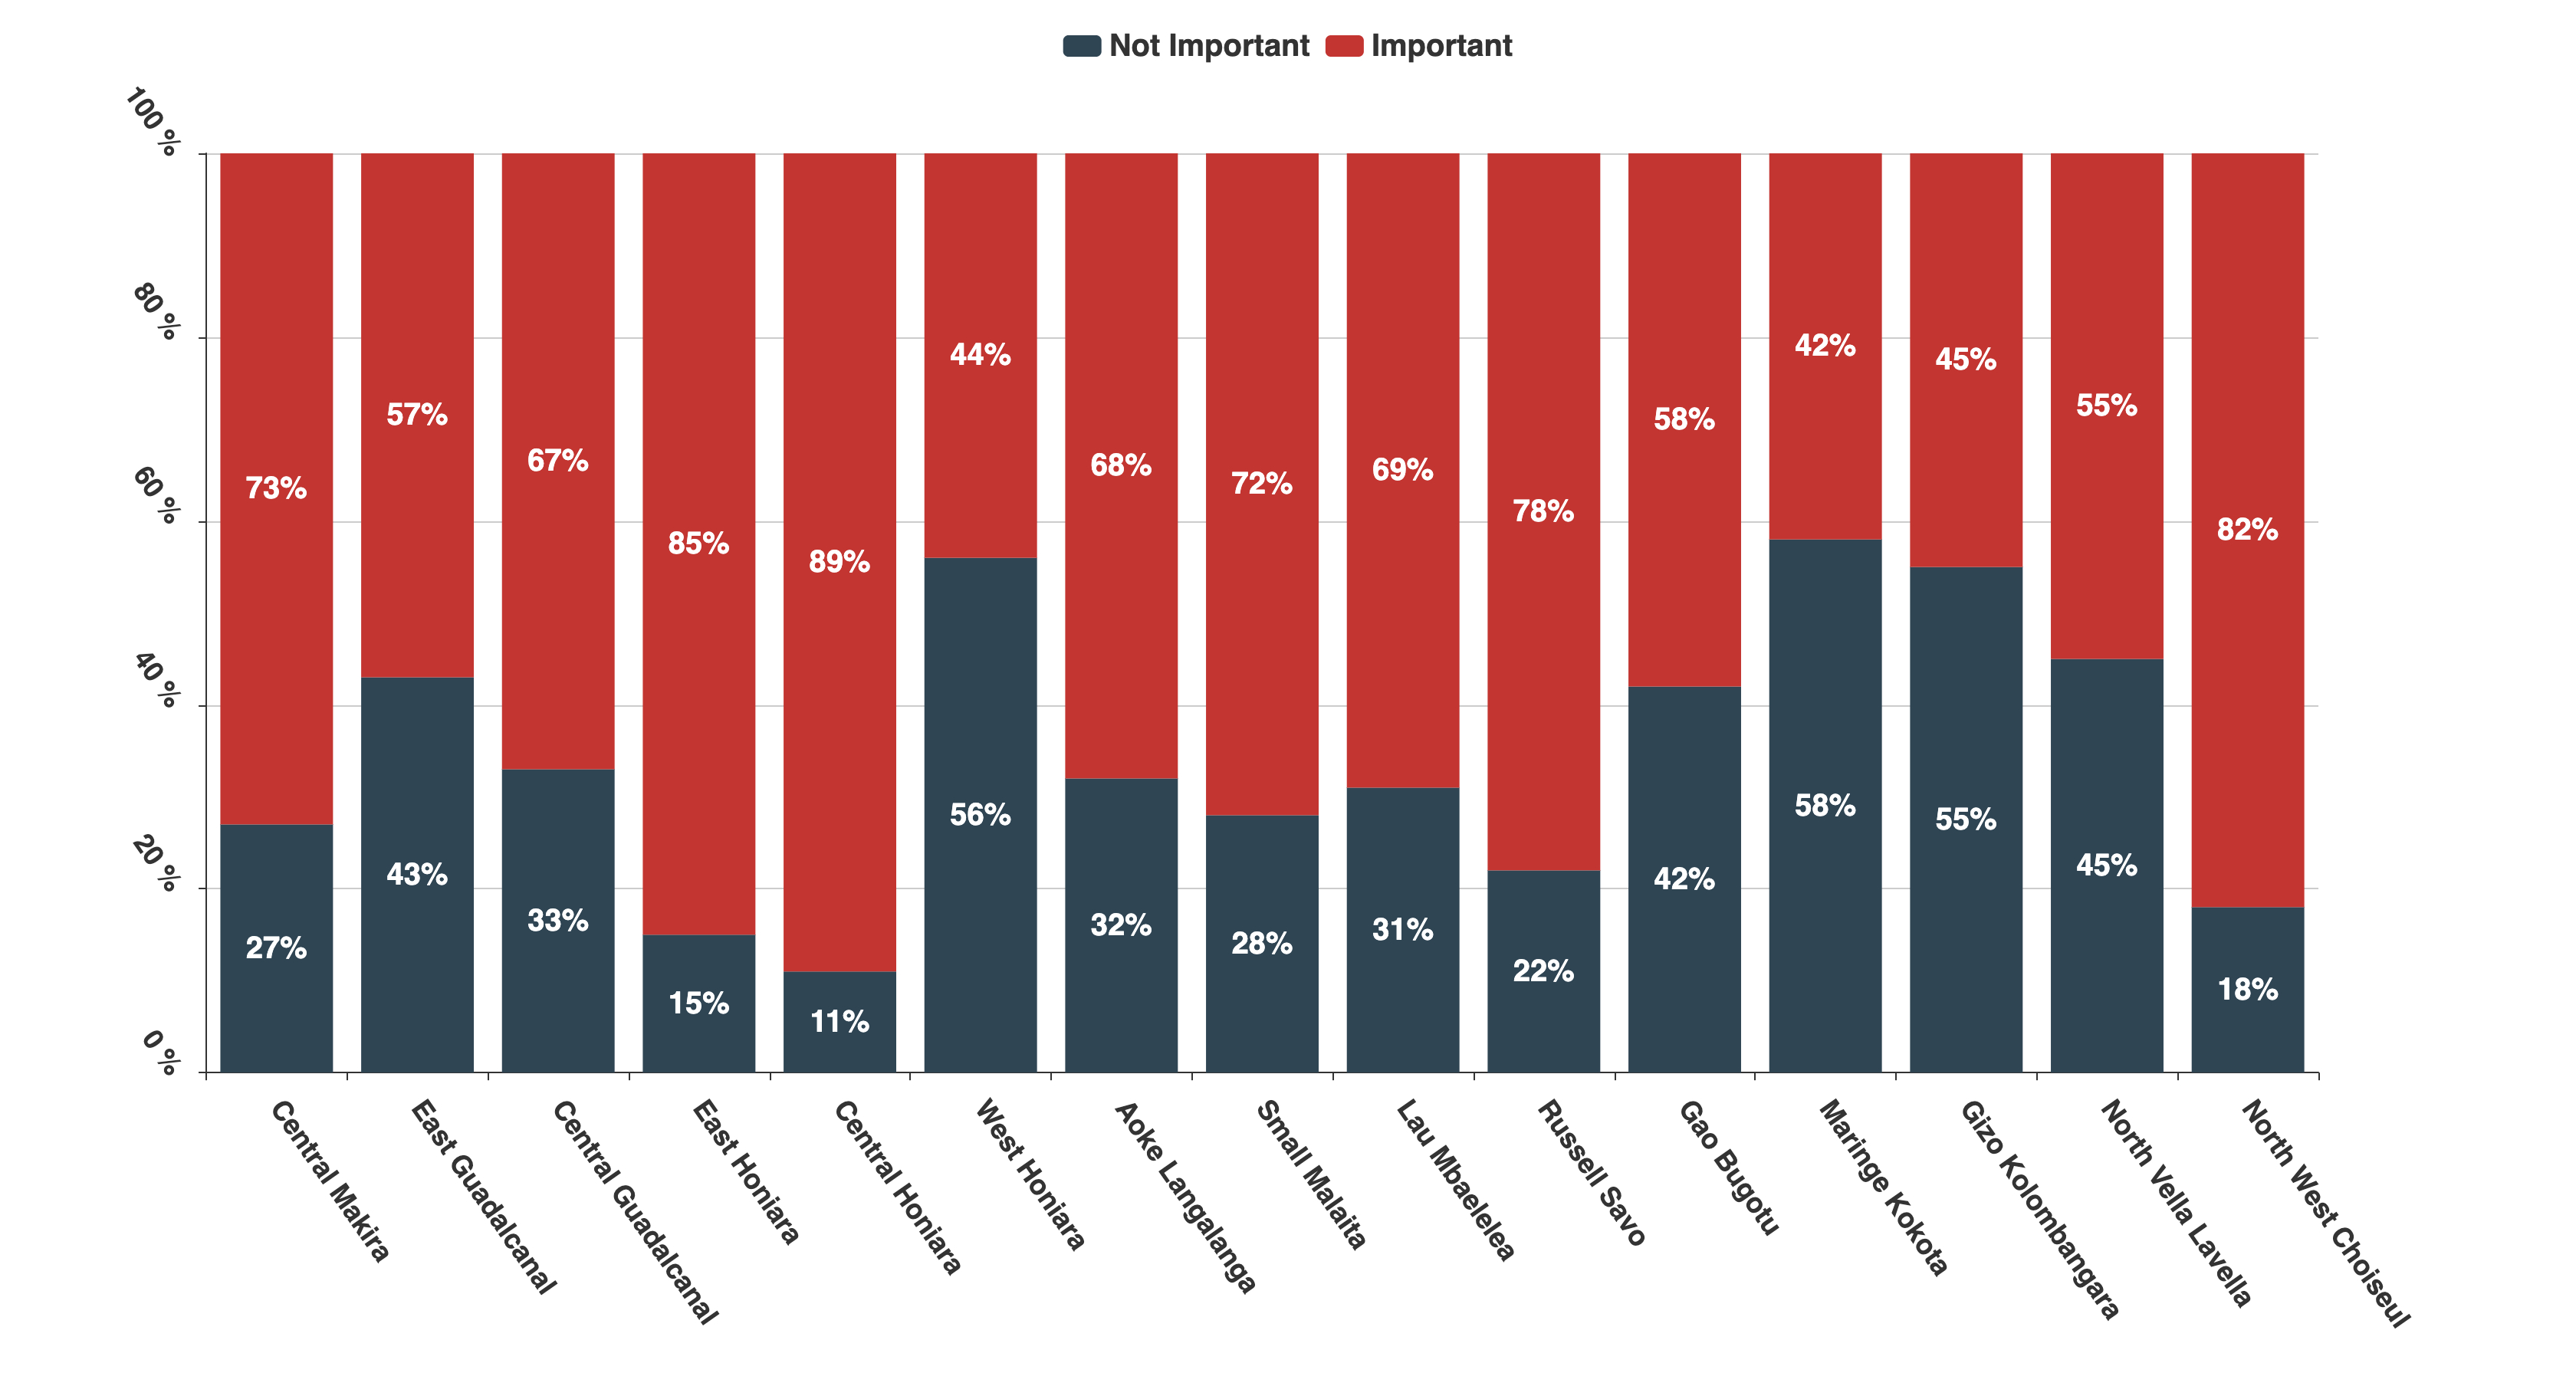 Not Important Important
100 %
80 %
60 %
40 %
20 %
0 %
73% 57% 67% 85% 89% 44% 68% 72% 69% 78% 58% 42% 45% 55% 82%
27% 43% 33% 15% 11% 56% 32% 28% 31% 22% 42% 58% 55% 45% 18%
Central Makira
East Guadalcanal
Central Guadalcanal
East Honiara
Central Honiara
West Honiara
Aoke Langalanga
Small Malaita
Lau Mbaelelea
Russell Savo
Gao Bugotu
Maringe Kokota
Gizo Kolombangara
North Vella Lavella
North West Choiseul